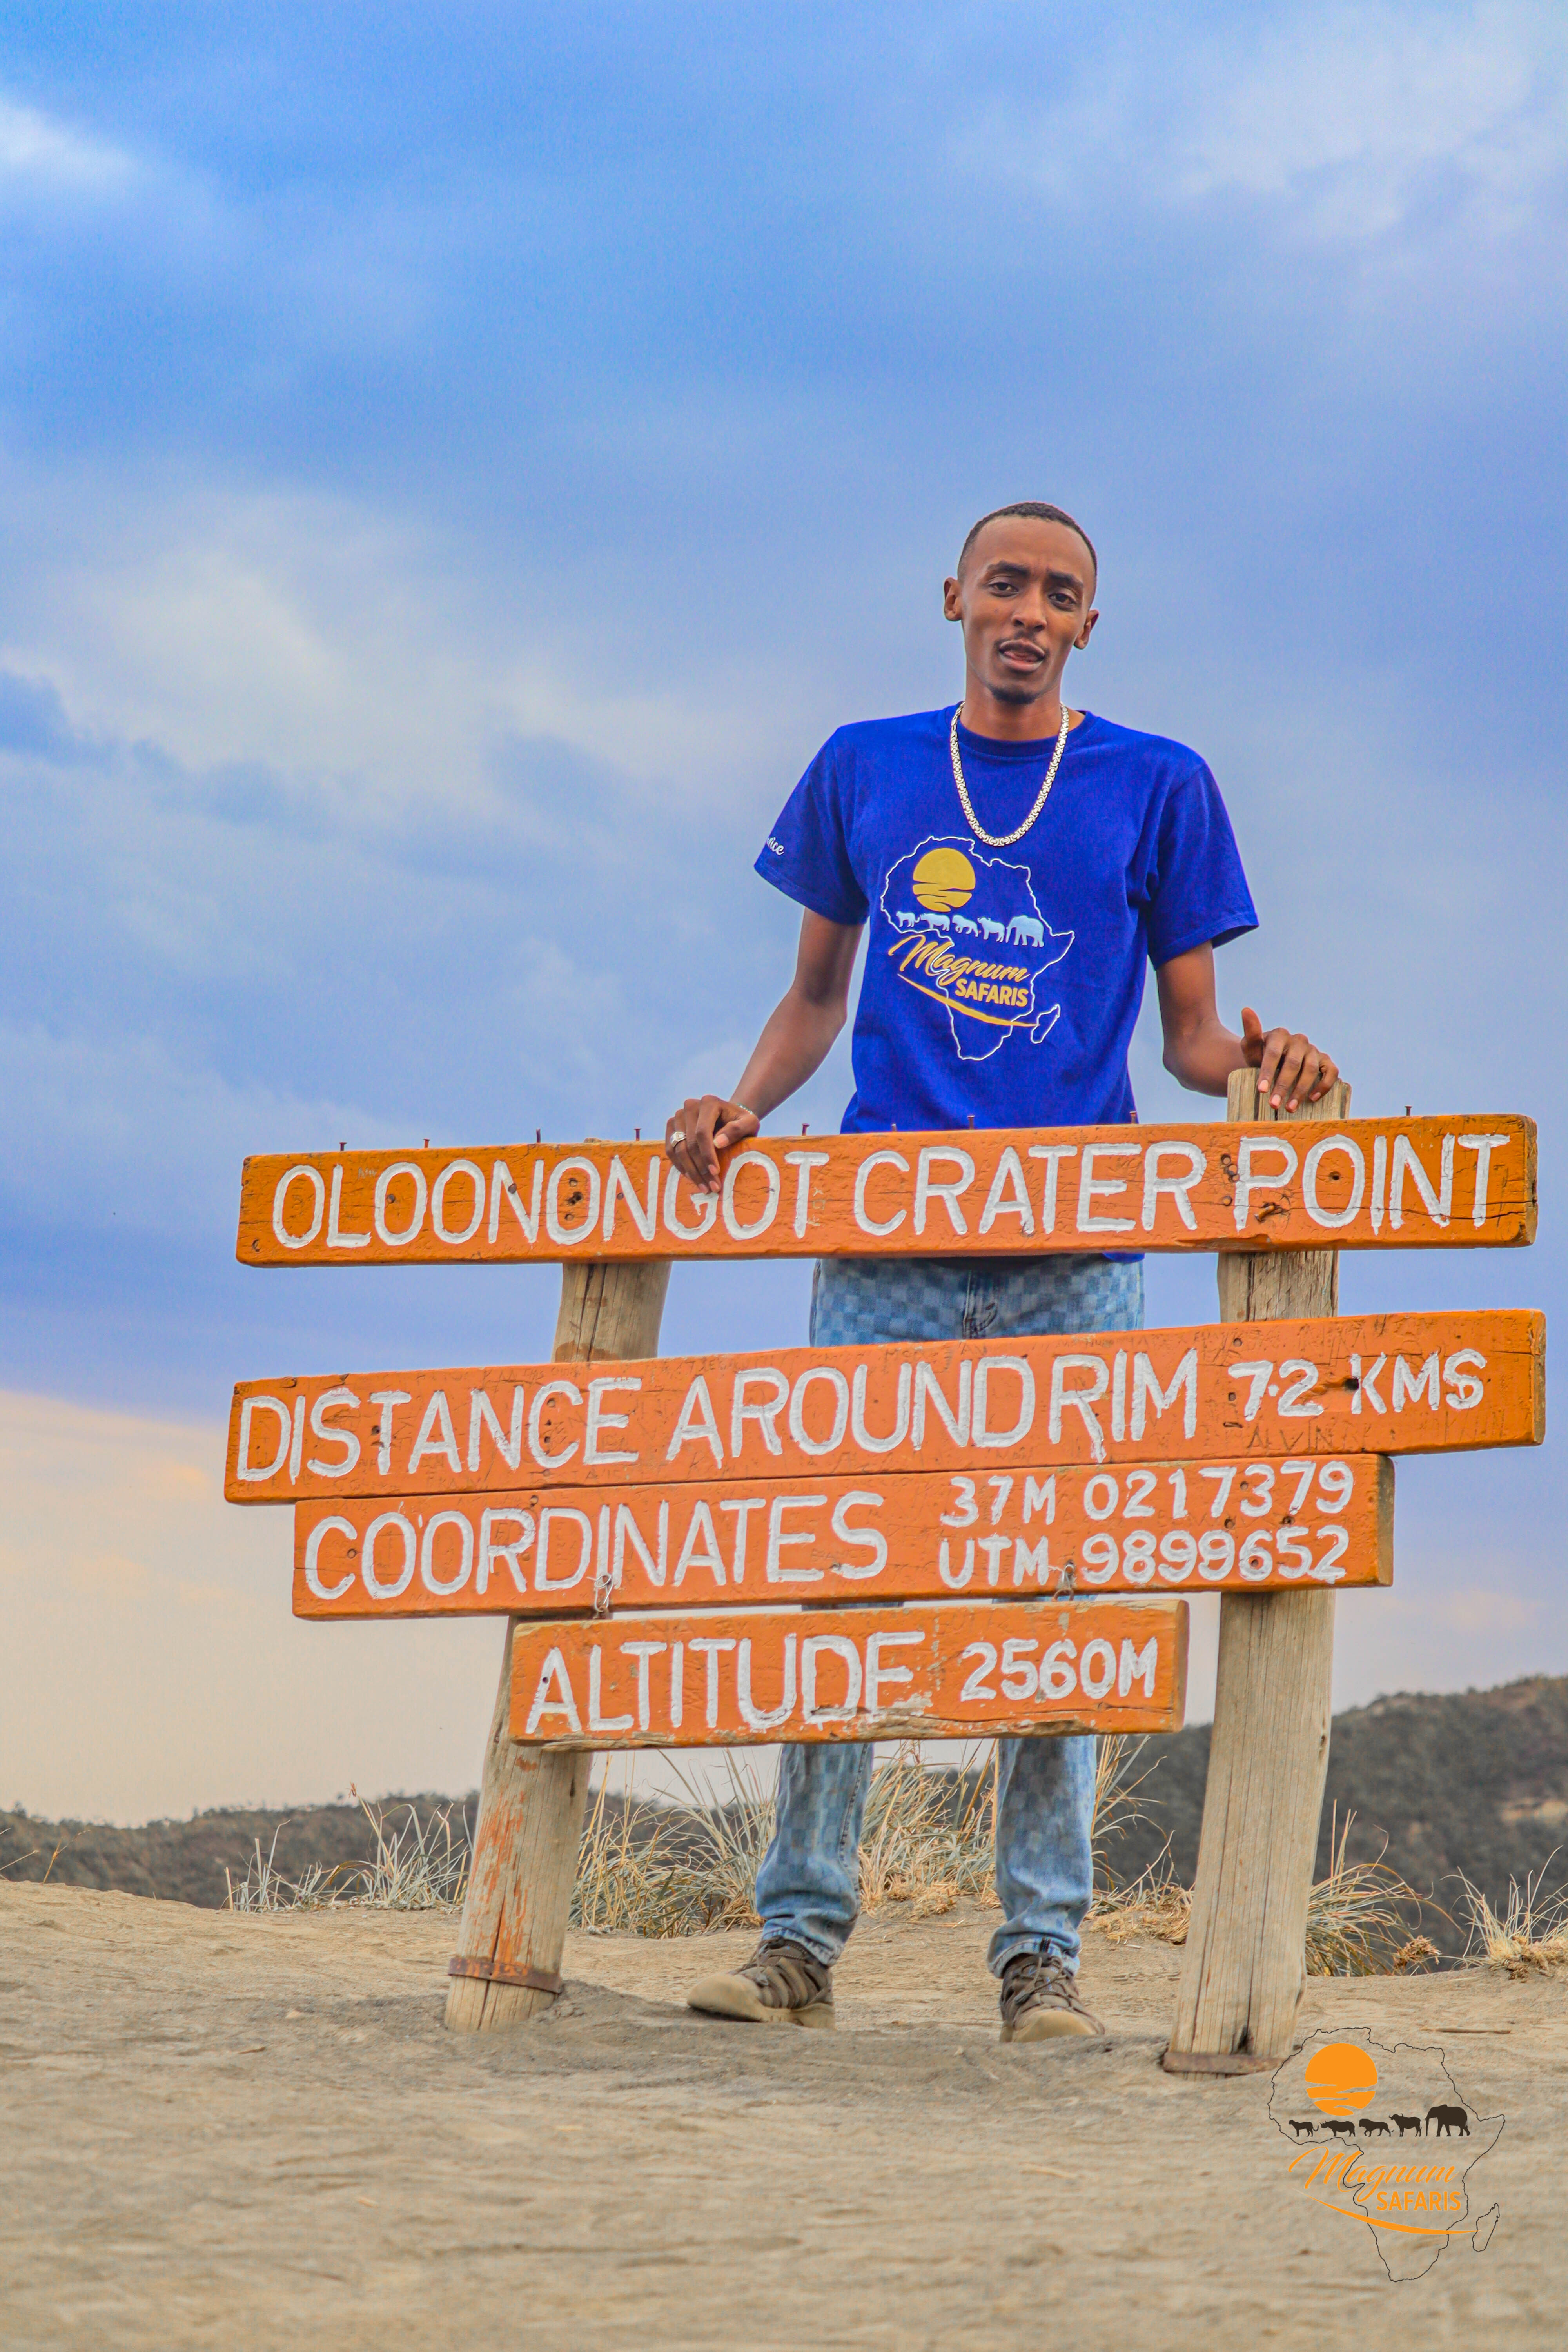 Magnum
SAFARIS
OLOONONGOT CRATER POINT
DISTANCE AROUND RIM 7.2 KMS
ALVIN
COORDINATES 37M 0217379
UTM 9899652
ALTITUDE 2560M
Magnum
SAFARIS